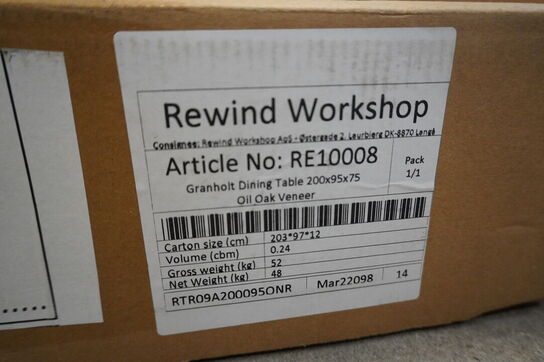 Rewind Workshop
Consignee: Rewind Workshop ApS - Østergade 2, Laurbjerg DK-8870 Langå
Article No: RE10008
Pack
1/1
Granholt Dining Table 200x95x75
Oil Oak Veneer
Carton size (cm) 203*97*12
Volume (cbm) 0.24
Gross weight (kg) 52
Net Weight (kg) 48
RTR09A200095ONR Mar22098 14